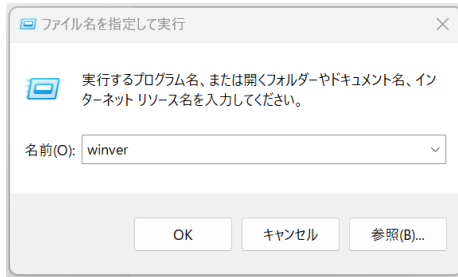 ファイル名を指定して実行
実行するプログラム名、または開くフォルダーやドキュメント名、イン
ターネット リソース名を入力してください。
名前(O): winver
OK キャンセル 参照(B)...